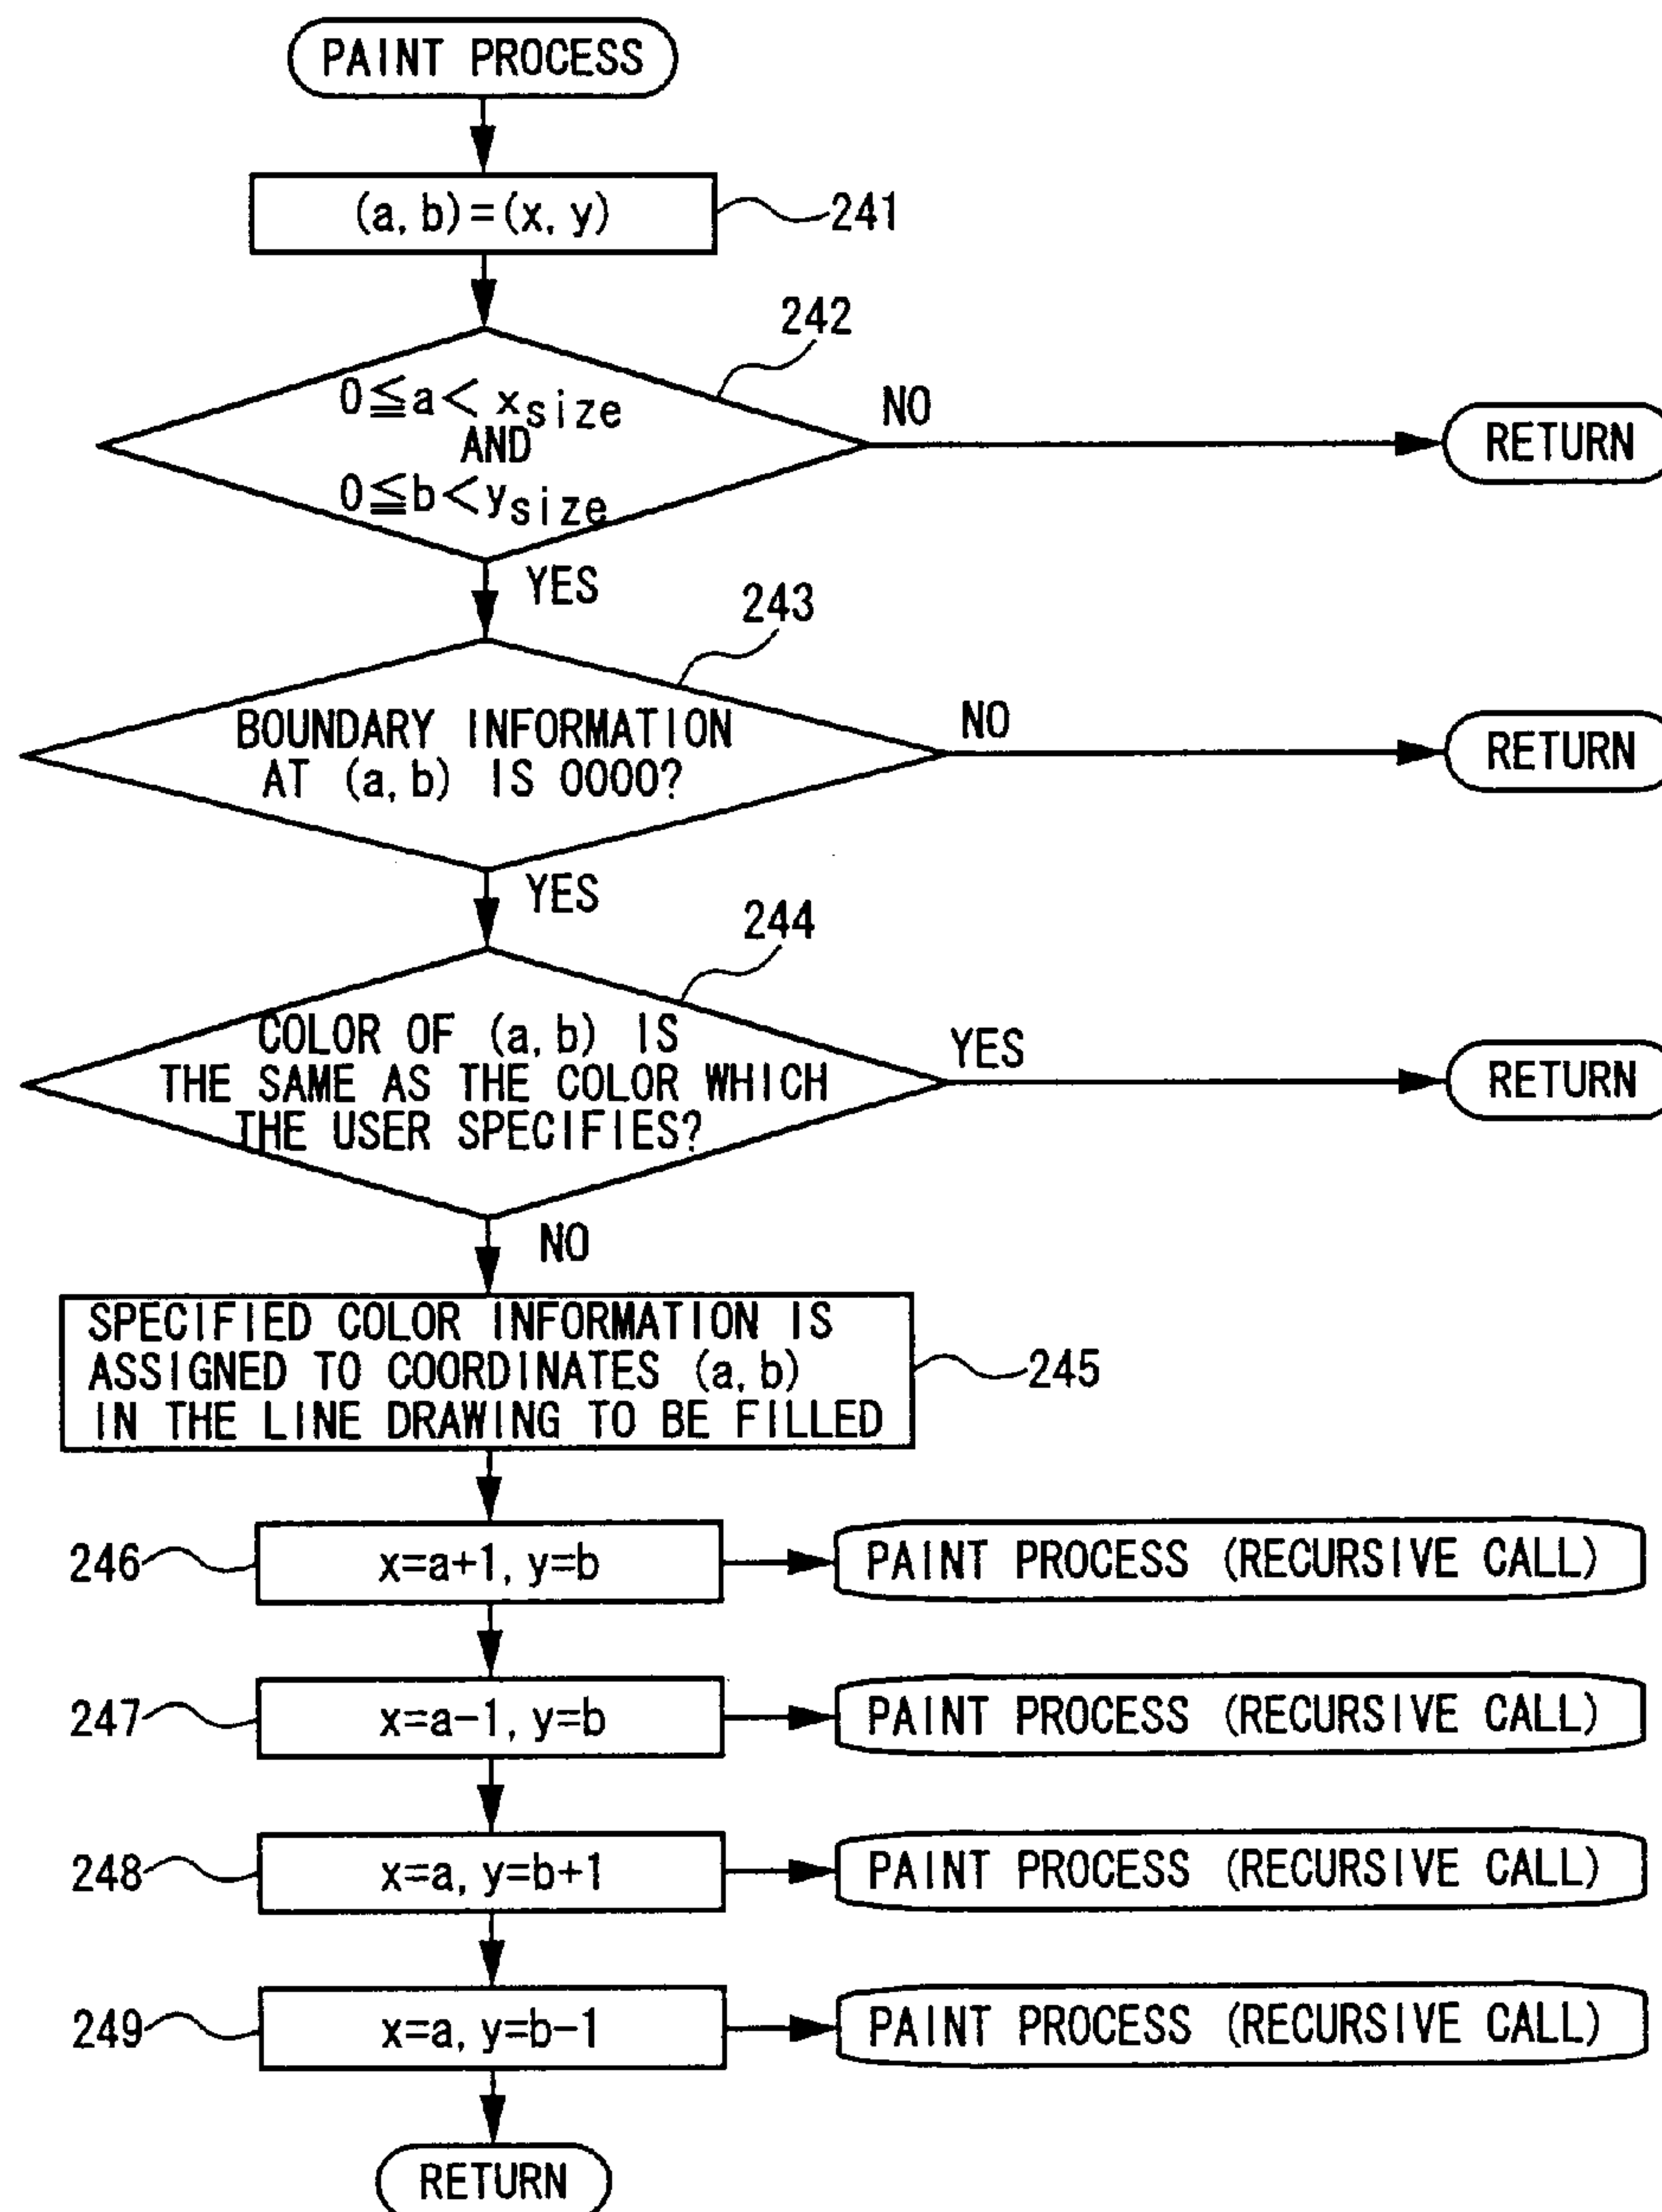 PAINT PROCESS
(a, b)=(x, y)
241
242
0≦a< xsize
AND
0≦b<ysize
NO
RETURN
YES
243
BOUNDARY INFORMATION
AT (a, b) IS 0000?
NO
RETURN
YES
244
COLOR OF (a, b) IS
THE SAME AS THE COLOR WHICH
THE USER SPECIFIES?
YES
RETURN
NO
SPECIFIED COLOR INFORMATION IS
ASSIGNED TO COORDINATES (a, b)
IN THE LINE DRAWING TO BE FILLED
245
246
x=a+1, y=b
PAINT PROCESS (RECURSIVE CALL)
247
x=a-1, y=b
PAINT PROCESS (RECURSIVE CALL)
248
x=a, y=b+1
PAINT PROCESS (RECURSIVE CALL)
249
x=a, y=b-1
PAINT PROCESS (RECURSIVE CALL)
RETURN